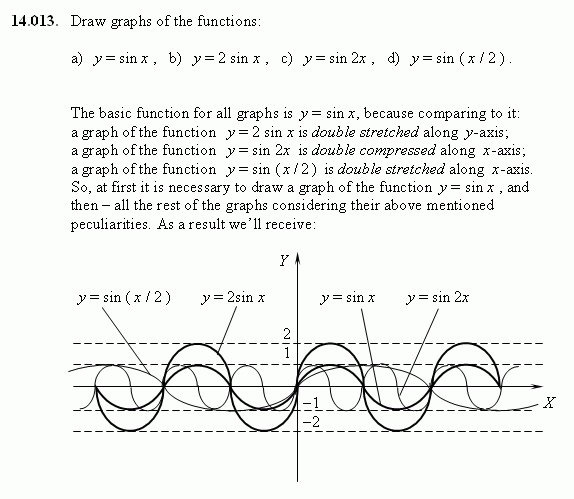 14.013. Draw graphs of the functions:
a) y = sin x , b) y = 2 sin x , c) y = sin 2x , d) y = sin ( x / 2 ) .
The basic function for all graphs is y = sin x, because comparing to it:
a graph of the function y = 2 sin x is double stretched along y-axis;
a graph of the function y = sin 2x is double compressed along x-axis;
a graph of the function y = sin ( x / 2 ) is double stretched along x-axis.
So, at first it is necessary to draw a graph of the function y = sin x , and
then – all the rest of the graphs considering their above mentioned
peculiarities. As a result we'll receive:
Y
y = sin ( x / 2 ) y = 2sin x y = sin x y = sin 2x
2
1
–1
X
–2